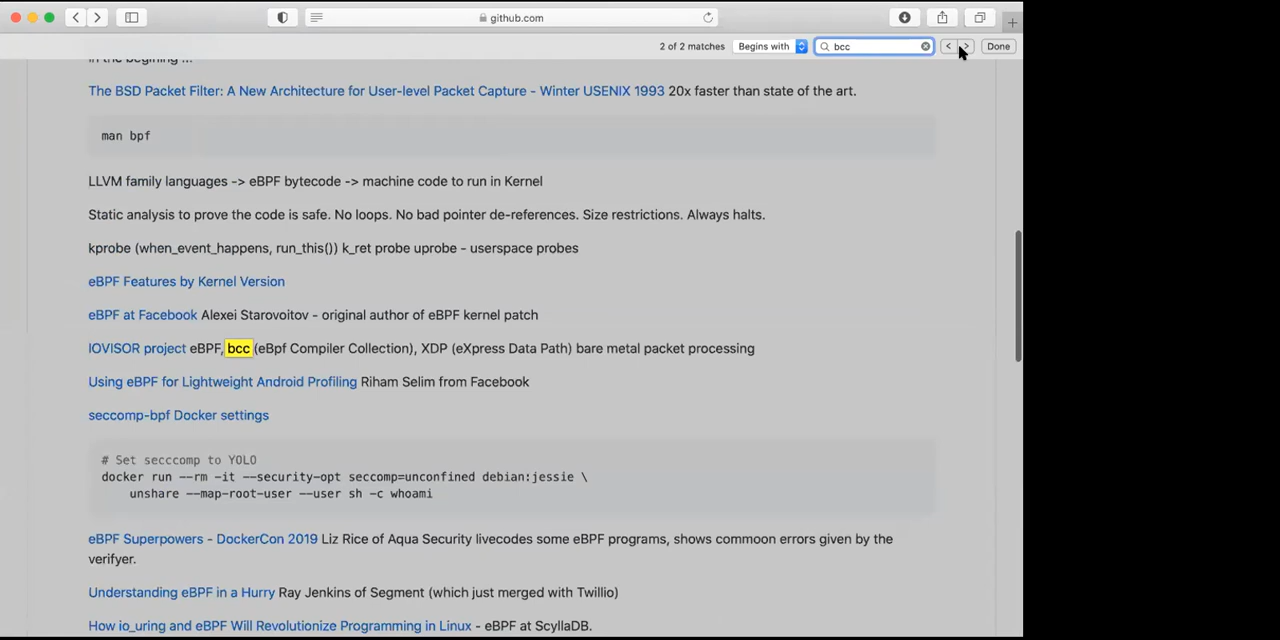 github.com
2 of 2 matches Begins with bcc Done
In the begining ...
The BSD Packet Filter: A New Architecture for User-level Packet Capture - Winter USENIX 1993 20x faster than state of the art.
man bpf
LLVM family languages -> eBPF bytecode -> machine code to run in Kernel
Static analysis to prove the code is safe. No loops. No bad pointer de-references. Size restrictions. Always halts.
kprobe (when_event_happens, run_this()) k_ret probe uprobe - userspace probes
eBPF Features by Kernel Version
eBPF at Facebook Alexei Starovoitov - original author of eBPF kernel patch
IOVISOR project eBPF, bcc (eBpf Compiler Collection), XDP (eXpress Data Path) bare metal packet processing
Using eBPF for Lightweight Android Profiling Riham Selim from Facebook
seccomp-bpf Docker settings
# Set secccomp to YOLO
docker run --rm -it --security-opt seccomp=unconfined debian:jessie \
unshare --map-root-user --user sh -c whoami
eBPF Superpowers - DockerCon 2019 Liz Rice of Aqua Security livecodes some eBPF programs, shows commoon errors given by the
verifyer.
Understanding eBPF in a Hurry Ray Jenkins of Segment (which just merged with Twillio)
How io_uring and eBPF Will Revolutionize Programming in Linux - eBPF at ScyllaDB.